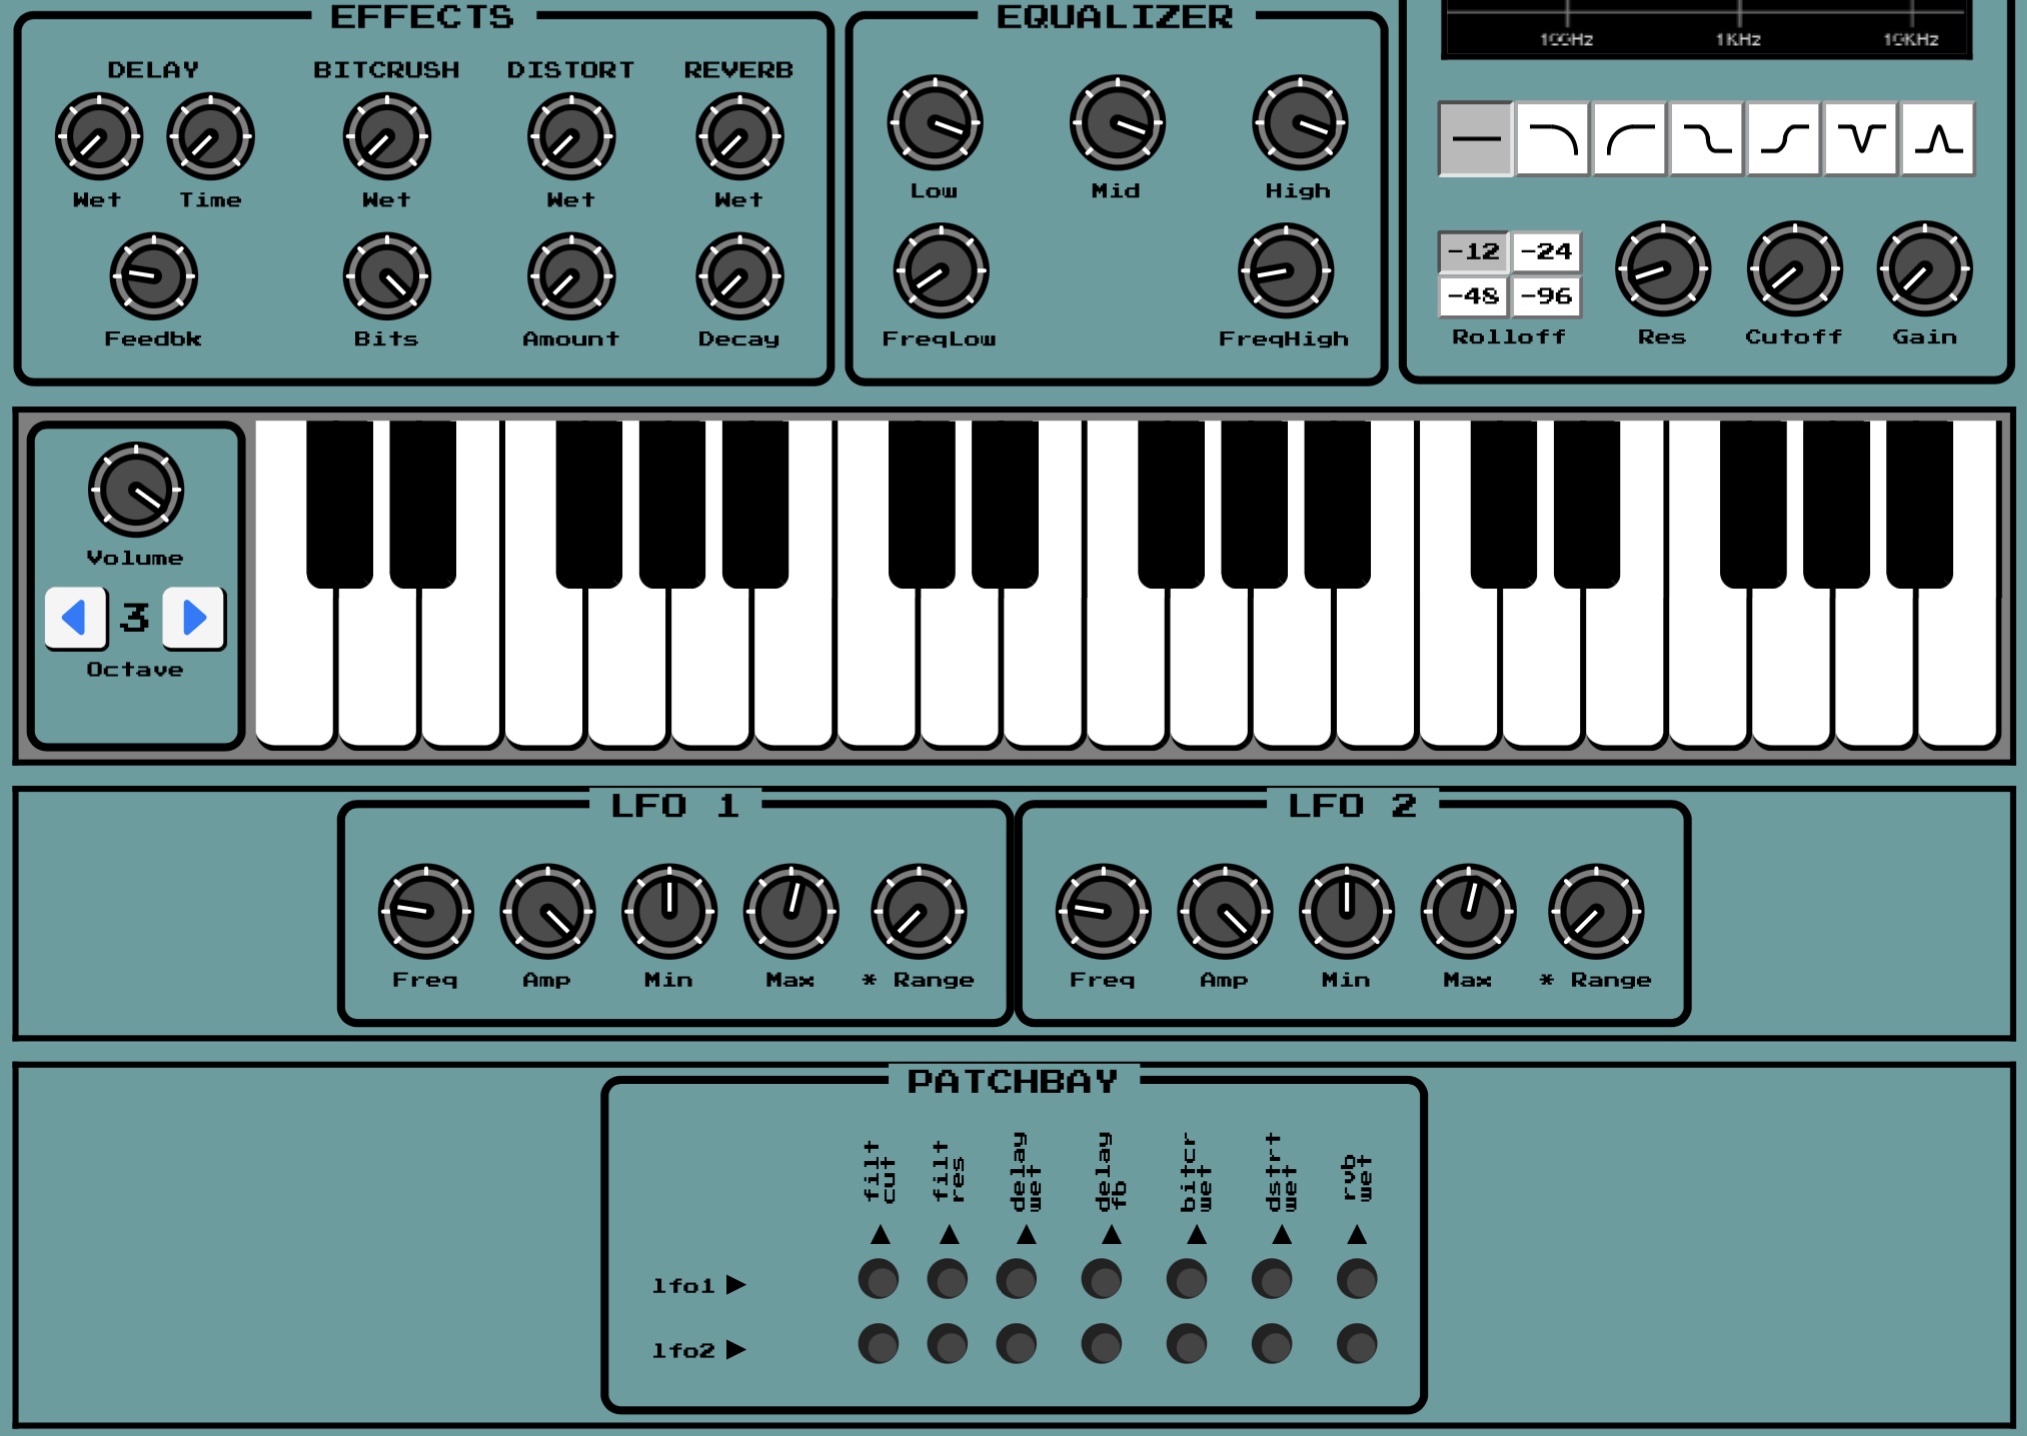 EFFECTS
EQUALIZER
100Hz 1KHz 10KHz
DELAY BITCRUSH DISTORT REVERB
Wet Time Wet Wet Wet
Low Mid High
-12 -24
-48 -96
Feedbk Bits Amount Decay
FreqLow FreqHigh
Rolloff Res Cutoff Gain
Volume
3
Octave
LFO 1 LFO 2
Freq Amp Min Max * Range
Freq Amp Min Max * Range
PATCHBAY
filt
cut
filt
res
delay
wet
delay
fb
bitcr
wet
dstrt
wet
rvb
wet
lfo1
lfo2